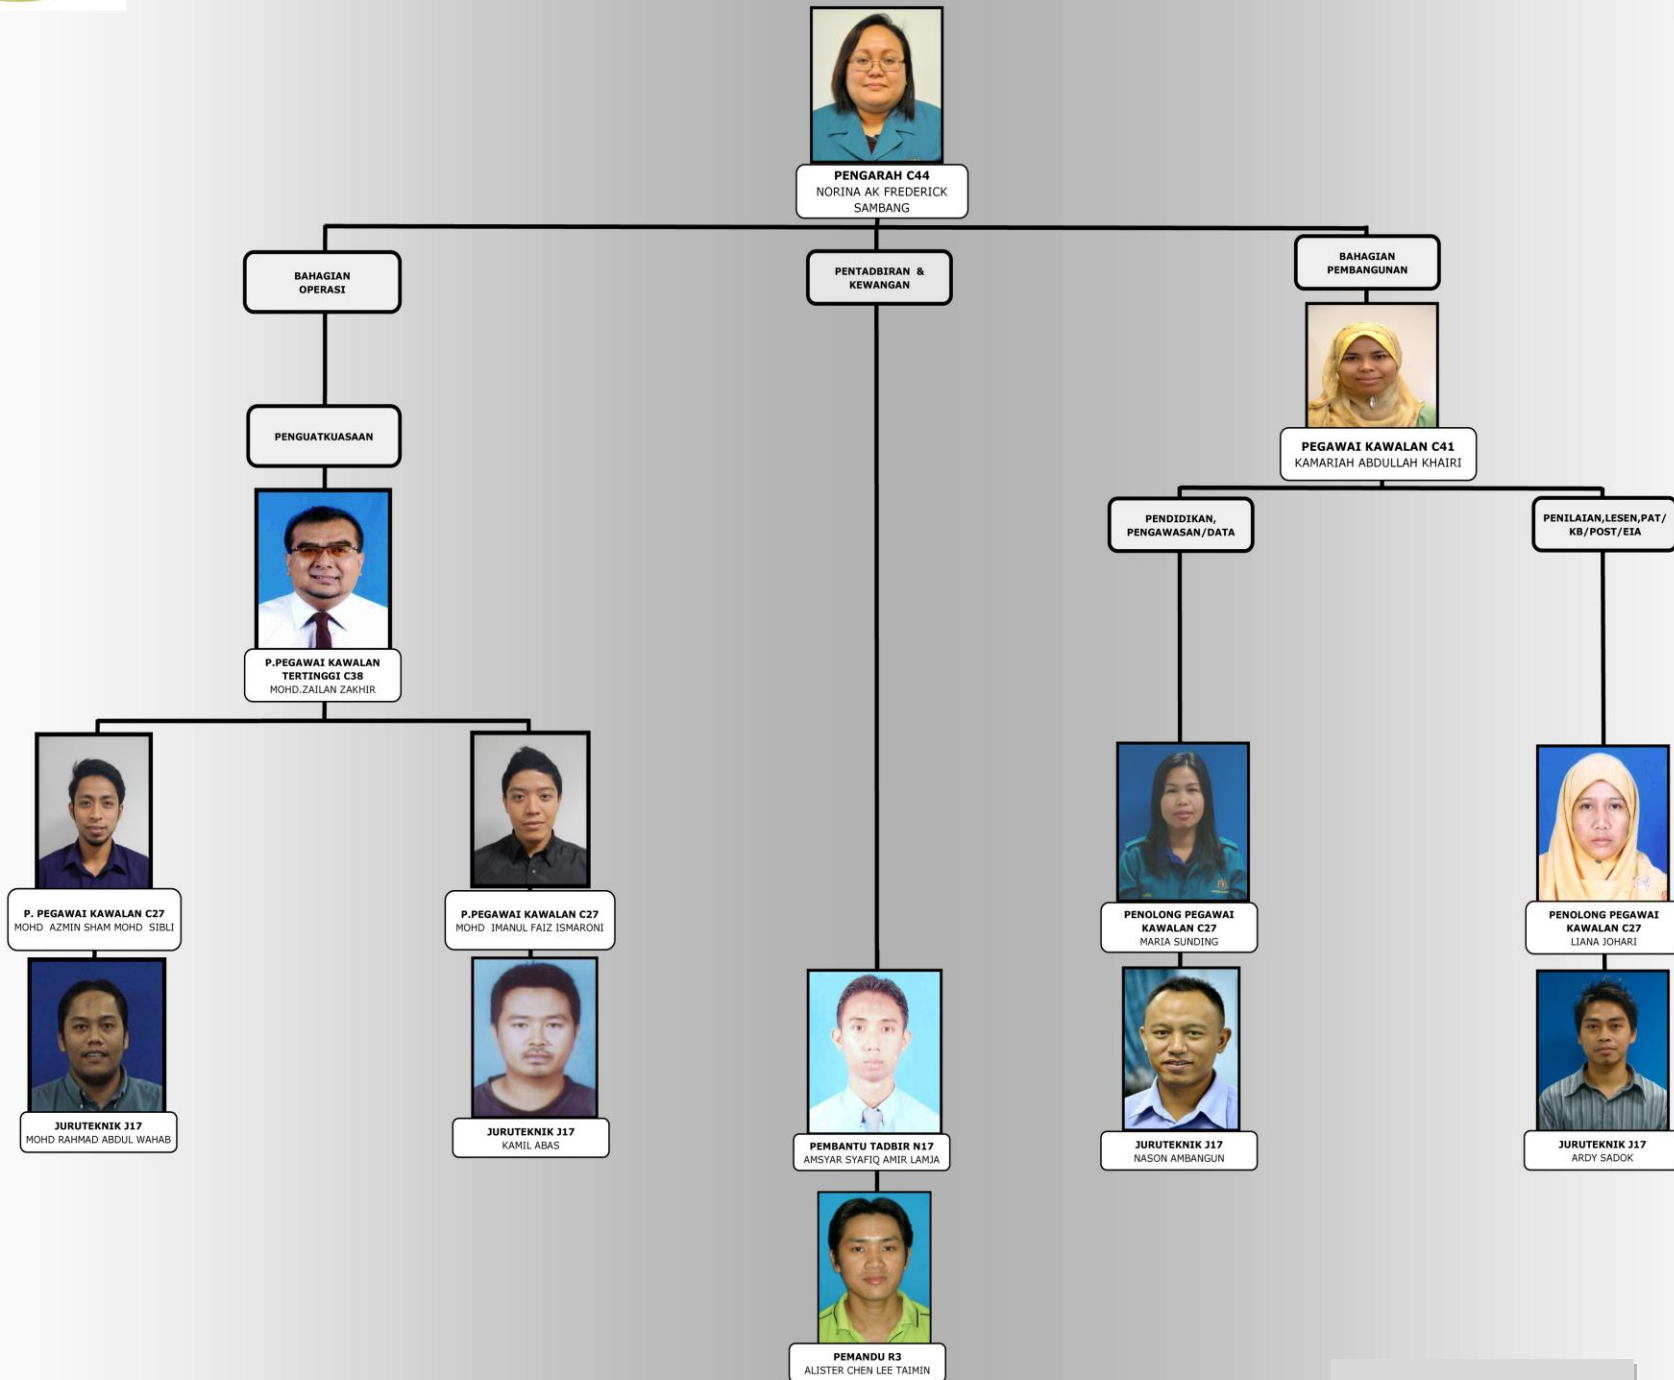 PENGARAH C44
NORINA AK FREDERICK
SAMBANG
BAHAGIAN
OPERASI
PENTADBIRAN &
KEWANGAN
BAHAGIAN
PEMBANGUNAN
PENGUATKUASAAN
PEGAWAI KAWALAN C41
KAMARIAH ABDULLAH KHAIRI
PENDIDIKAN,
PENGAWASAN/DATA
PENILAIAN,LESEN,PAT/
KB/POST/EIA
P.PEGAWAI KAWALAN
TERTINGGI C38
MOHD.ZAILAN ZAKHIR
P. PEGAWAI KAWALAN C27
MOHD AZMIN SHAM MOHD SIBLI
P.PEGAWAI KAWALAN C27
MOHD IMANUL FAIZ ISMARONI
PENOLONG PEGAWAI
KAWALAN C27
MARIA SUNDING
PENOLONG PEGAWAI
KAWALAN C27
LIANA JOHARI
JURUTEKNIK J17
MOHD RAHMAD ABDUL WAHAB
JURUTEKNIK J17
KAMIL ABAS
PEMBANTU TADBIR N17
AMSYAR SYAFIQ AMIR LAMJA
JURUTEKNIK J17
NASON AMBANGUN
JURUTEKNIK J17
ARDY SADOK
PEMANDU R3
ALISTER CHEN LEE TAIMIN